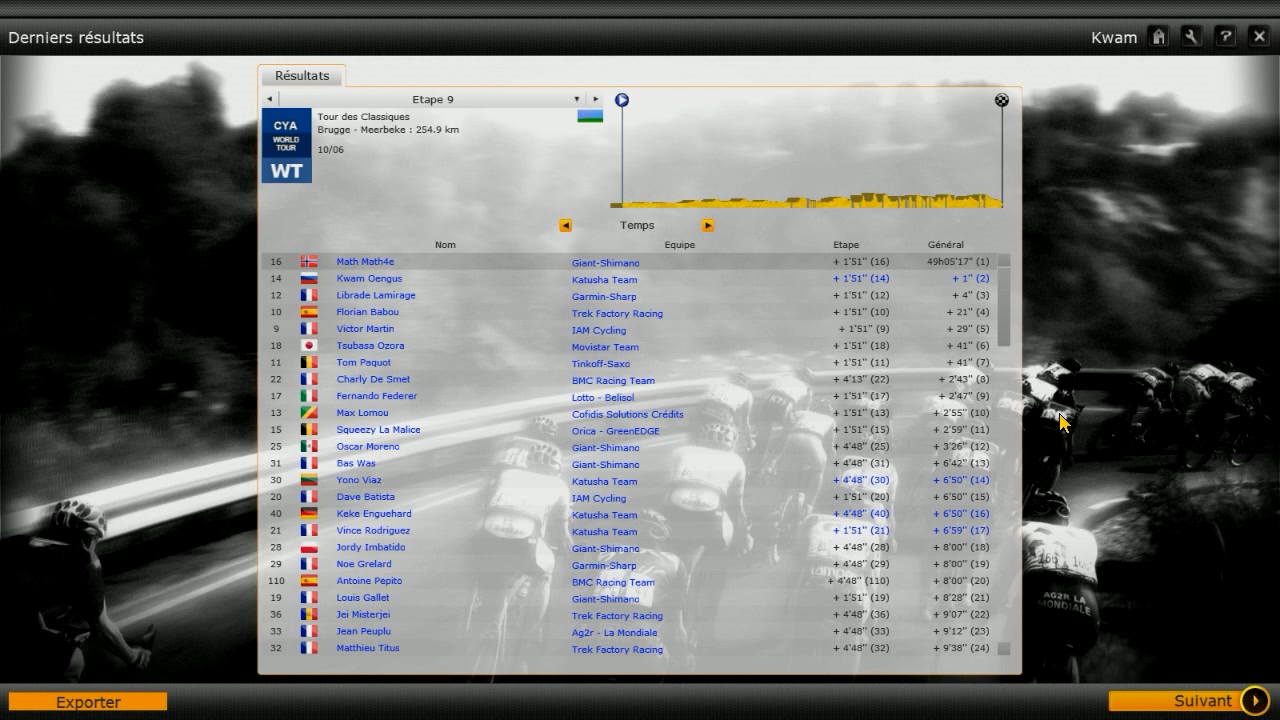 Derniers résultats
Kwam
Résultats
Etape 9
CYA
WORLD
TOUR
WT
Tour des Classiques
Brugge - Meerbeke : 254.9 km
10/06
Temps
Nom Equipe Etape Général
16 Math Math4e Giant-Shimano + 1'51'' (16) 49h05'17'' (1)
14 Kwam Oengus Katusha Team + 1'51'' (14) + 1'' (2)
12 Librade Lamirage Garmin-Sharp + 1'51'' (12) + 4'' (3)
10 Florian Babou Trek Factory Racing + 1'51'' (10) + 21'' (4)
9 Victor Martin IAM Cycling + 1'51'' (9) + 29'' (5)
18 Tsubasa Ozora Movistar Team + 1'51'' (18) + 41'' (6)
11 Tom Paquot Tinkoff-Saxo + 1'51'' (11) + 41'' (7)
22 Charly De Smet BMC Racing Team + 4'13'' (22) + 2'43'' (8)
17 Fernando Federer Lotto - Belisol + 1'51'' (17) + 2'47'' (9)
13 Max Lomou Cofidis Solutions Crédits + 1'51'' (13) + 2'55'' (10)
15 Squeezy La Malice Orica - GreenEDGE + 1'51'' (15) + 2'59'' (11)
25 Oscar Moreno Giant-Shimano + 4'48'' (25) + 3'26'' (12)
31 Bas Was Giant-Shimano + 4'48'' (31) + 6'42'' (13)
30 Yono Viaz Katusha Team + 4'48'' (30) + 6'50'' (14)
20 Dave Batista IAM Cycling + 1'51'' (20) + 6'50'' (15)
40 Keke Enguehard Katusha Team + 4'48'' (40) + 6'50'' (16)
21 Vince Rodriguez Katusha Team + 1'51'' (21) + 6'59'' (17)
28 Jordy Imbatido Giant-Shimano + 4'48'' (28) + 8'00'' (18)
29 Noe Grelard Garmin-Sharp + 4'48'' (29) + 8'00'' (19)
110 Antoine Pepito BMC Racing Team + 4'48'' (110) + 8'00'' (20)
19 Louis Gallet Giant-Shimano + 1'51'' (19) + 8'28'' (21)
36 Jei Misterjei Trek Factory Racing + 4'48'' (36) + 9'07'' (22)
33 Jean Peuplu Ag2r - La Mondiale + 4'48'' (33) + 9'12'' (23)
32 Matthieu Titus Trek Factory Racing + 4'48'' (32) + 9'38'' (24)
AG2R LA
MONDIALE
Exporter
Suivant